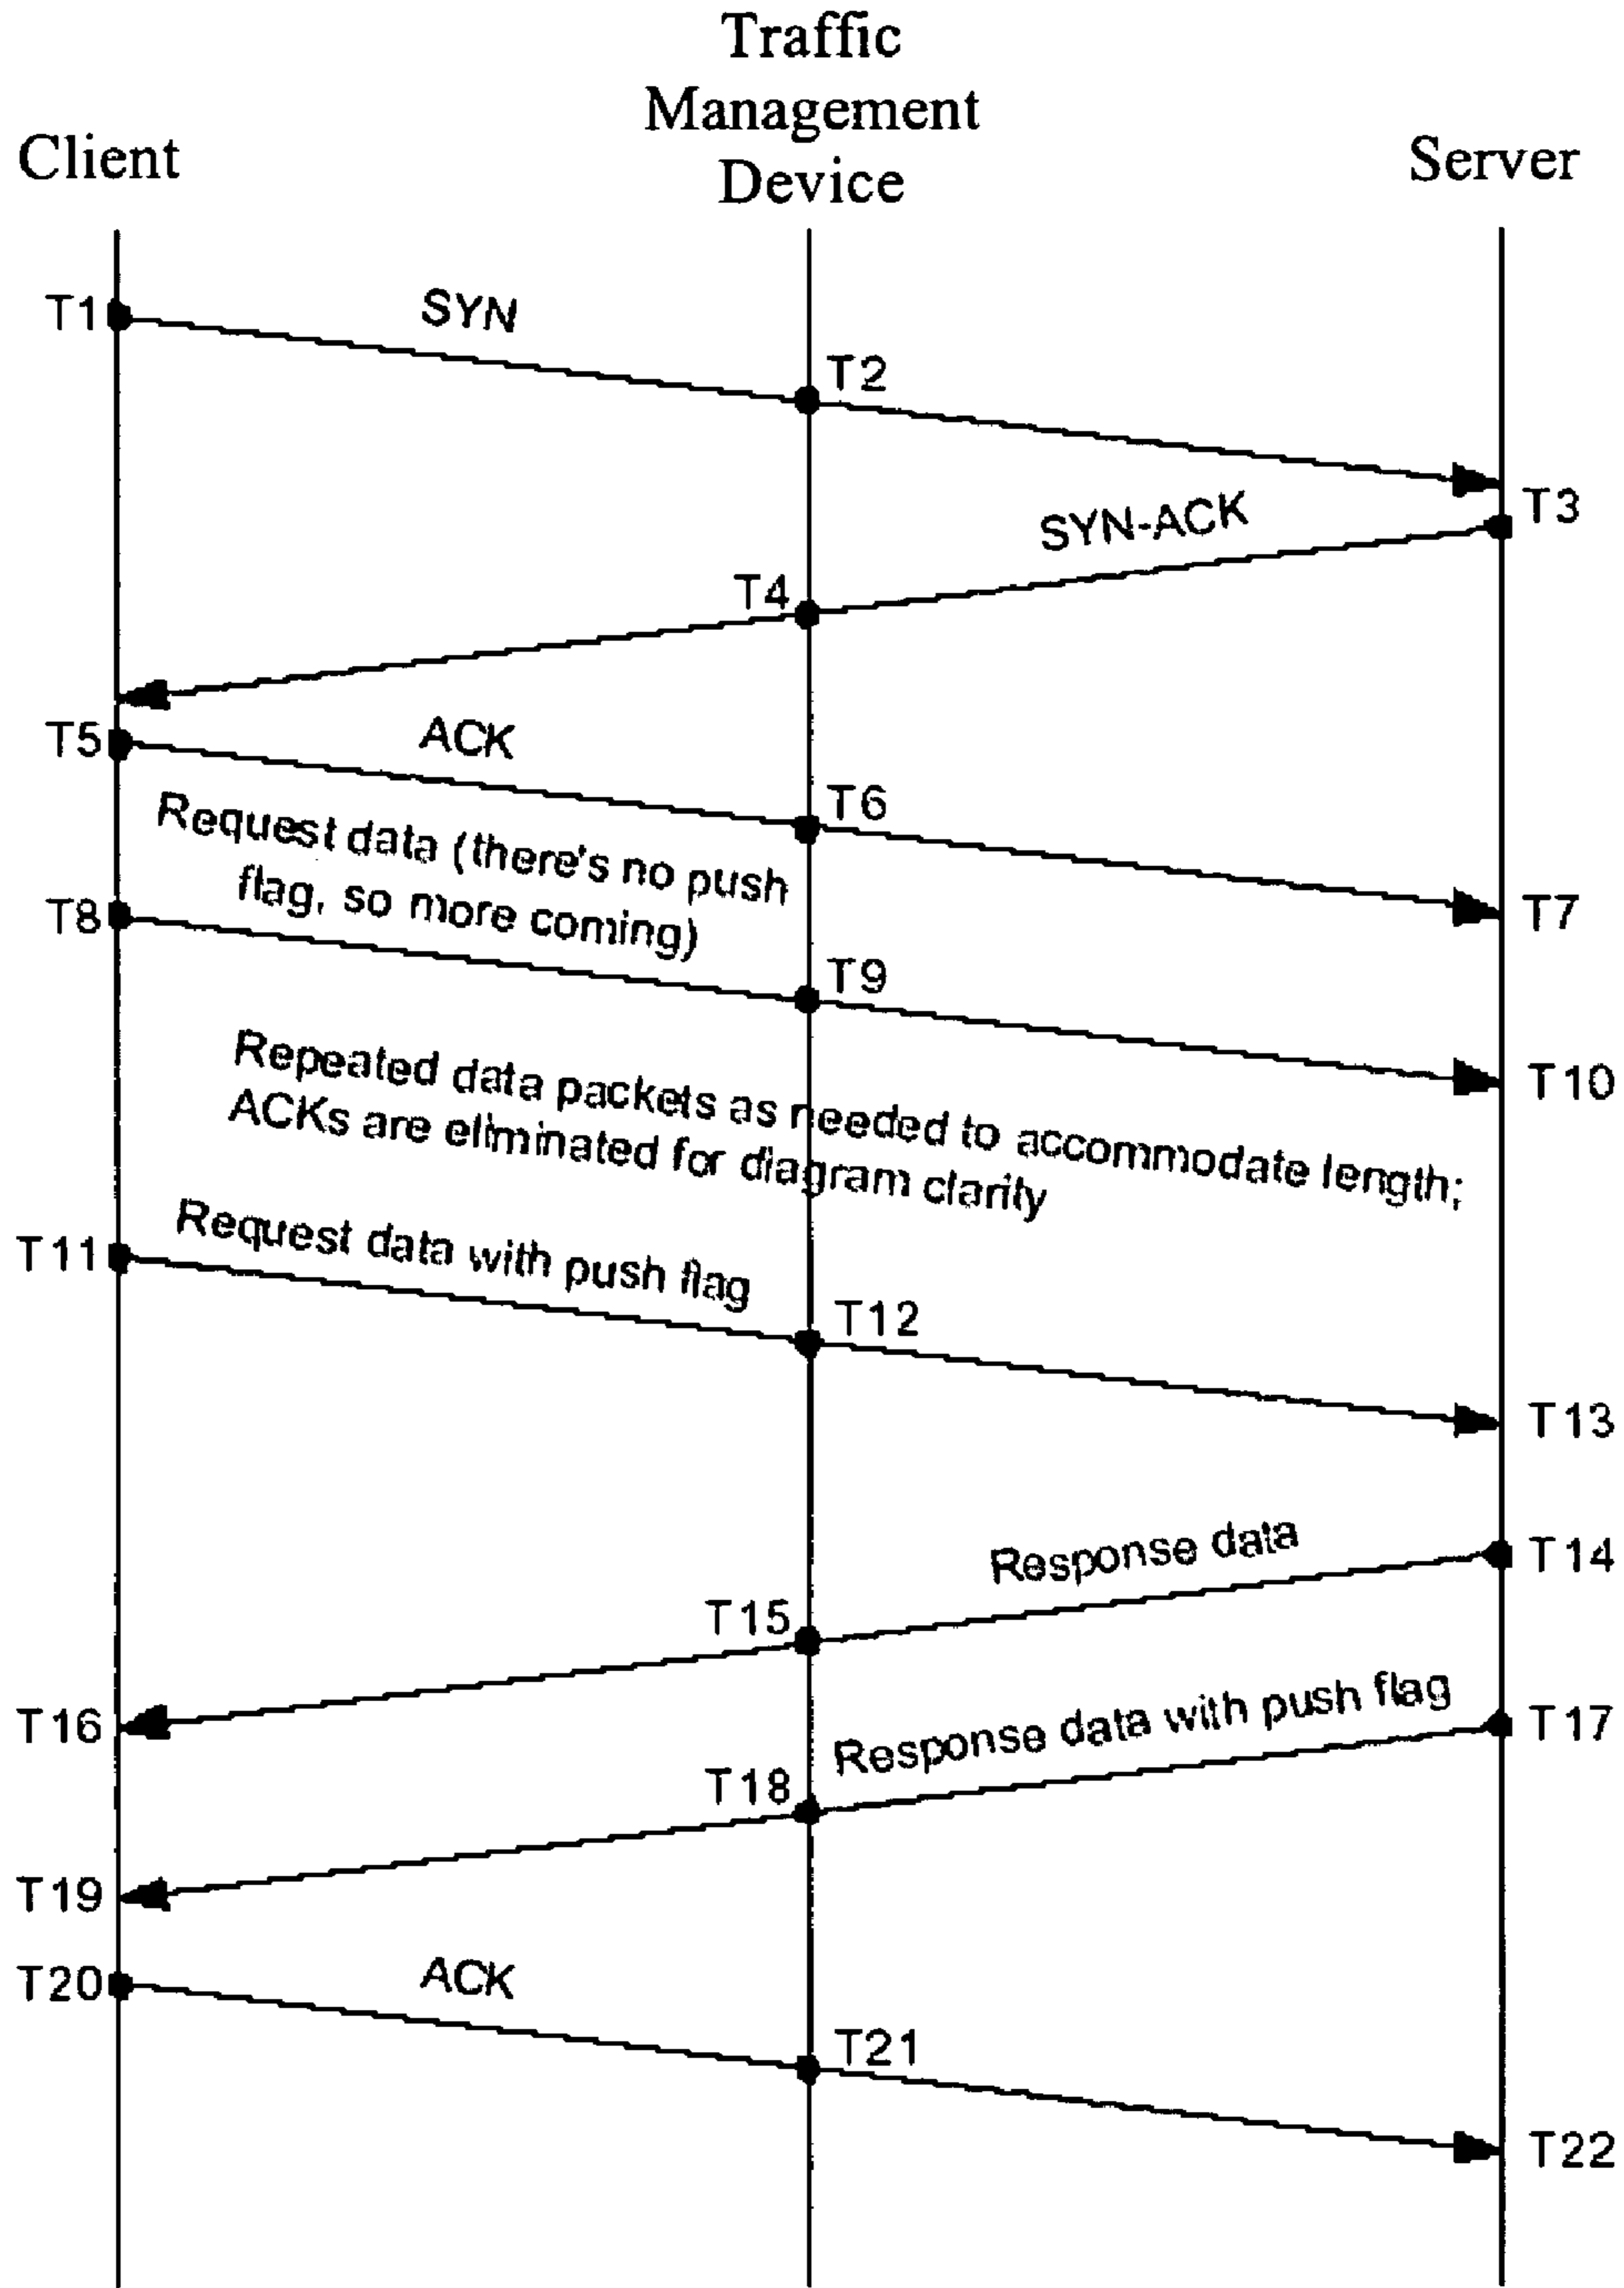 Traffic
Management
Device
Client
Server
T1
SYN
T2
T3
SYN-ACK
T4
T5
ACK
T6
T7
Request data (there's no push
flag, so more coming)
T8
T9
T10
Repeated data packets as needed to accommodate length;
ACKs are eliminated for diagram clarity
T11
Request data with push flag
T12
T13
Response data
T14
T15
T16
Response data with push flag
T17
T18
T19
T20
ACK
T21
T22